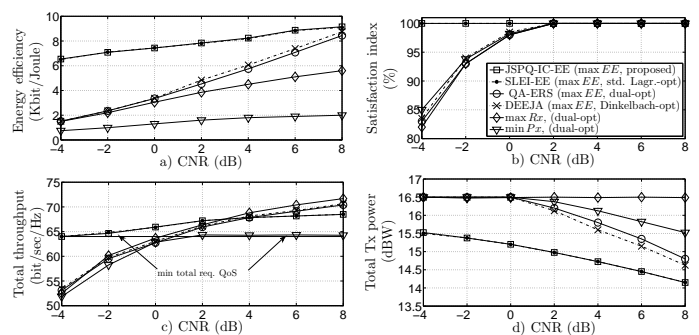 Energy efficiency
(Kbit/Joule)
10
8
6
4
2
0
−4 −2 0 2 4 6 8
a) CNR (dB)
Satisfaction index
(%)
100
95
90
85
80
−4 −2 0 2 4 6 8
b) CNR (dB)
JSPQ-IC-EE (max EE, proposed)
SLEI-EE (max EE, std. Lagr.-opt)
QA-ERS (max EE, dual-opt)
DEEJA (max EE, Dinkelbach-opt)
max Rx, (dual-opt)
min Px, (dual-opt)
Total throughput
(bit/sec/Hz)
75
70
65
60
55
50
min total req. QoS
−4 −2 0 2 4 6 8
c) CNR (dB)
Total Tx power
(dBW)
17
16.5
16
15.5
15
14.5
14
13.5
13
−4 −2 0 2 4 6 8
d) CNR (dB)